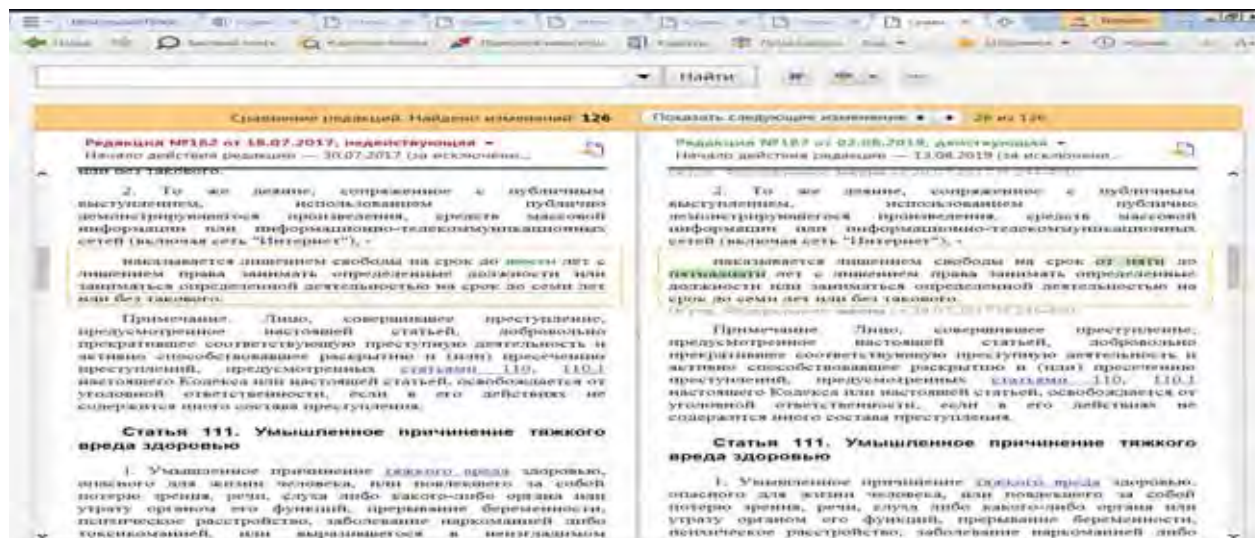 Найти
Сравнение редакций. Найдено изменений: 126
Показать следующие изменения
26 из 126
Редакция №182 от 18.07.2017, недействующая
Начало действия редакции — 30.07.2017 (за исключени...
или без такового.
2. То же деяние, сопряженное с публичным
выступлением, использованием публично
демонстрирующегося произведения, средств массовой
информации или информационно-телекоммуникационных
сетей (включая сеть "Интернет"), -
наказывается лишением свободы на срок до шести лет с
лишением права занимать определенные должности или
заниматься определенной деятельностью на срок до семи лет
или без такового.
Примечание. Лицо, совершившее преступление,
предусмотренное настоящей статьей, добровольно
прекратившее соответствующую преступную деятельность и
активно способствовавшее раскрытию и (или) пресечению
преступлений, предусмотренных статьями 110, 110.1
настоящего Кодекса или настоящей статьей, освобождается от
уголовной ответственности, если в его действиях не
содержится иного состава преступления.
Статья 111. Умышленное причинение тяжкого
вреда здоровью
1. Умышленное причинение тяжкого вреда здоровью,
опасного для жизни человека, или повлекшего за собой
потерю зрения, речи, слуха либо какого-либо органа или
утрату органом его функций, прерывание беременности,
психическое расстройство, заболевание наркоманией либо
токсикоманией, или выразившегося в неизгладимом
Редакция №187 от 02.08.2019, действующая
Начало действия редакции — 13.08.2019 (за исключени...
2. То же деяние, сопряженное с публичным
выступлением, использованием публично
демонстрирующегося произведения, средств массовой
информации или информационно-телекоммуникационных
сетей (включая сеть "Интернет"), -
наказывается лишением свободы на срок от пяти до
пятнадцати лет с лишением права занимать определенные
должности или заниматься определенной деятельностью на
срок до семи лет или без такового.
Примечание. Лицо, совершившее преступление,
предусмотренное настоящей статьей, добровольно
прекратившее соответствующую преступную деятельность и
активно способствовавшее раскрытию и (или) пресечению
преступлений, предусмотренных статьями 110, 110.1
настоящего Кодекса или настоящей статьей, освобождается от
уголовной ответственности, если в его действиях не
содержится иного состава преступления.
Статья 111. Умышленное причинение тяжкого
вреда здоровью
1. Умышленное причинение тяжкого вреда здоровью,
опасного для жизни человека, или повлекшего за собой
потерю зрения, речи, слуха либо какого-либо органа или
утрату органом его функций, прерывание беременности,
психическое расстройство, заболевание наркоманией либо